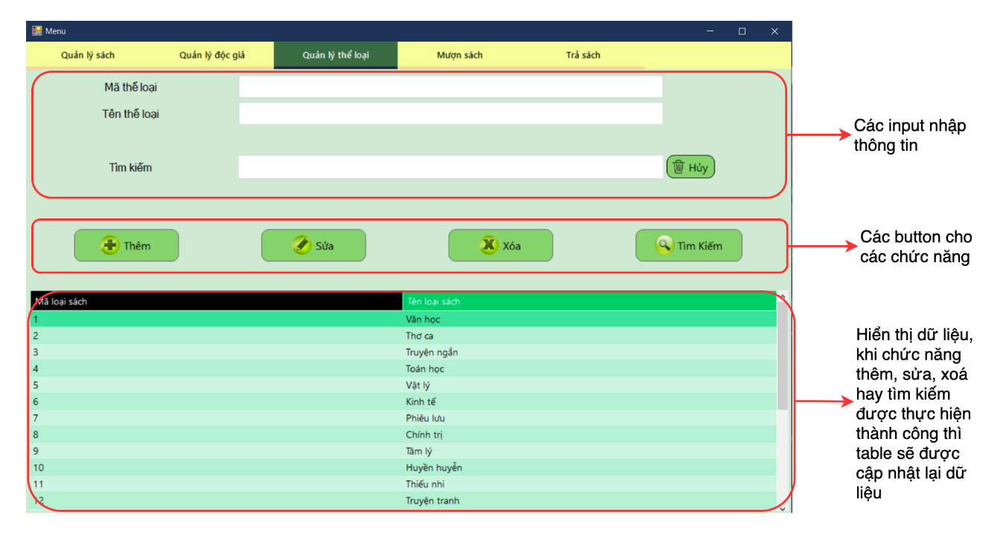 Menu
Quản lý sách Quản lý độc giả Quản lý thể loại Mượn sách Trả sách
Mã thể loại
Tên thể loại
Tìm kiếm Hủy
Các input nhập
thông tin
Thêm Sửa Xóa Tìm Kiếm
Các button cho
các chức năng
Mã loại sách Tên loại sách
1 Văn học
2 Thơ ca
3 Truyện ngắn
4 Toán học
5 Vật lý
6 Kinh tế
7 Phiêu lưu
8 Chính trị
9 Tâm lý
10 Huyền huyễn
11 Thiếu nhi
12 Truyện tranh
Hiển thị dữ liệu,
khi chức năng
thêm, sửa, xoá
hay tìm kiếm
được thực hiện
thành công thì
table sẽ được
cập nhật lại dữ
liệu